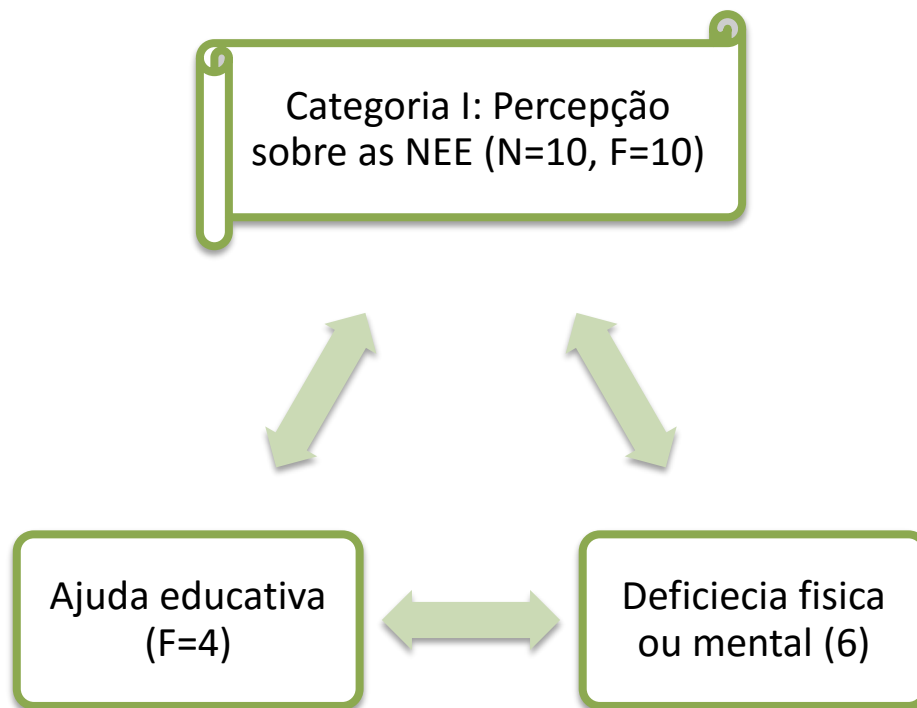 Categoria I: Percepção
sobre as NEE (N=10, F=10)
Ajuda educativa
(F=4)
Deficiecia fisica
ou mental (6)